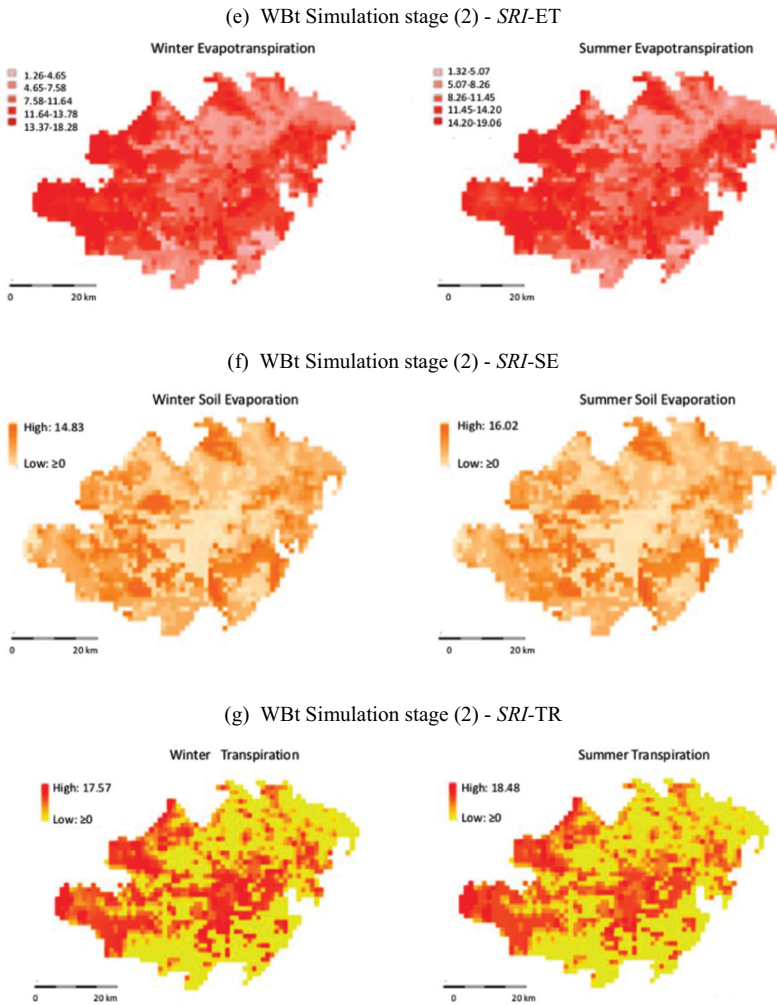 (e) WBt Simulation stage (2) - SRI-ET
Winter Evapotranspiration
1.26-4.65
4.65-7.58
7.58-11.64
11.64-13.78
13.37-18.28
0 20 km
Summer Evapotranspiration
1.32-5.07
5.07-8.26
8.26-11.45
11.45-14.20
14.20-19.06
0 20 km
(f) WBt Simulation stage (2) - SRI-SE
Winter Soil Evaporation
High: 14.83
Low: ≥0
0 20 km
Summer Soil Evaporation
High: 16.02
Low: ≥0
0 20 km
(g) WBt Simulation stage (2) - SRI-TR
Winter Transpiration
High: 17.57
Low: ≥0
0 20 km
Summer Transpiration
High: 18.48
Low: ≥0
0 20 km